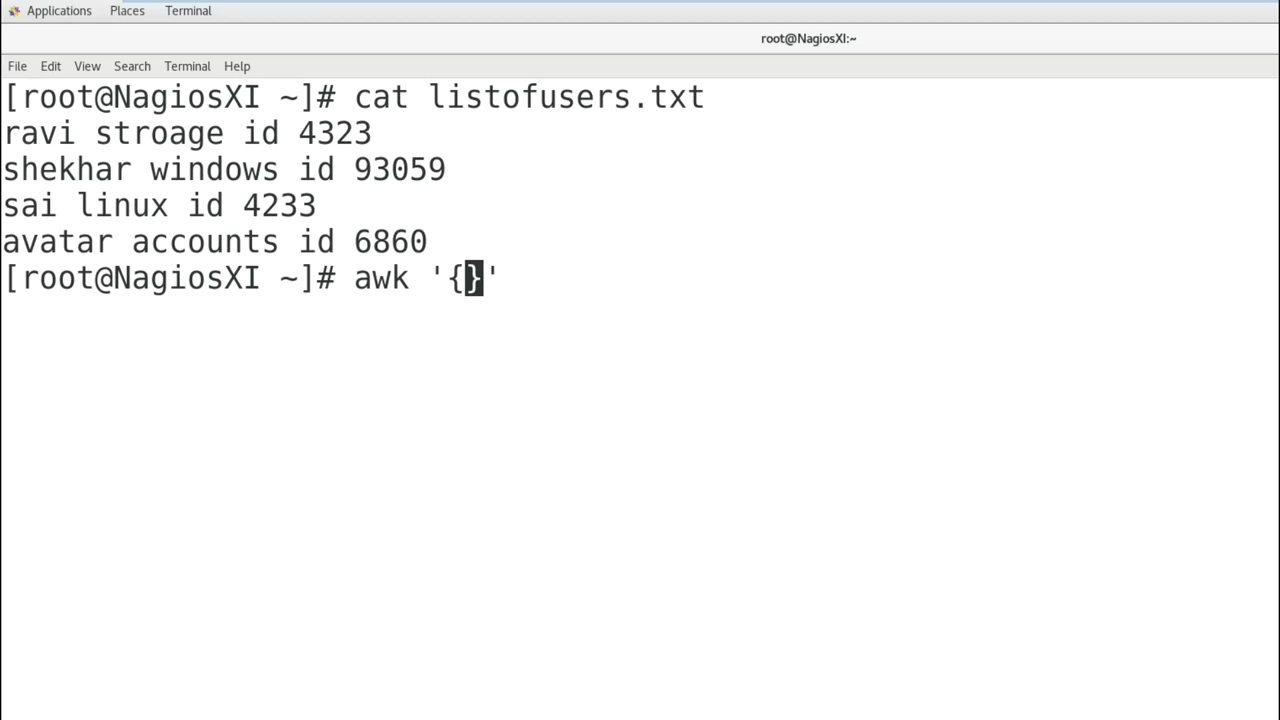 Applications Places Terminal
root@NagiosXI:~
File Edit View Search Terminal Help
[root@NagiosXI ~]# cat listofusers.txt
ravi stroage id 4323
shekhar windows id 93059
sai linux id 4233
avatar accounts id 6860
[root@NagiosXI ~]# awk '{}'